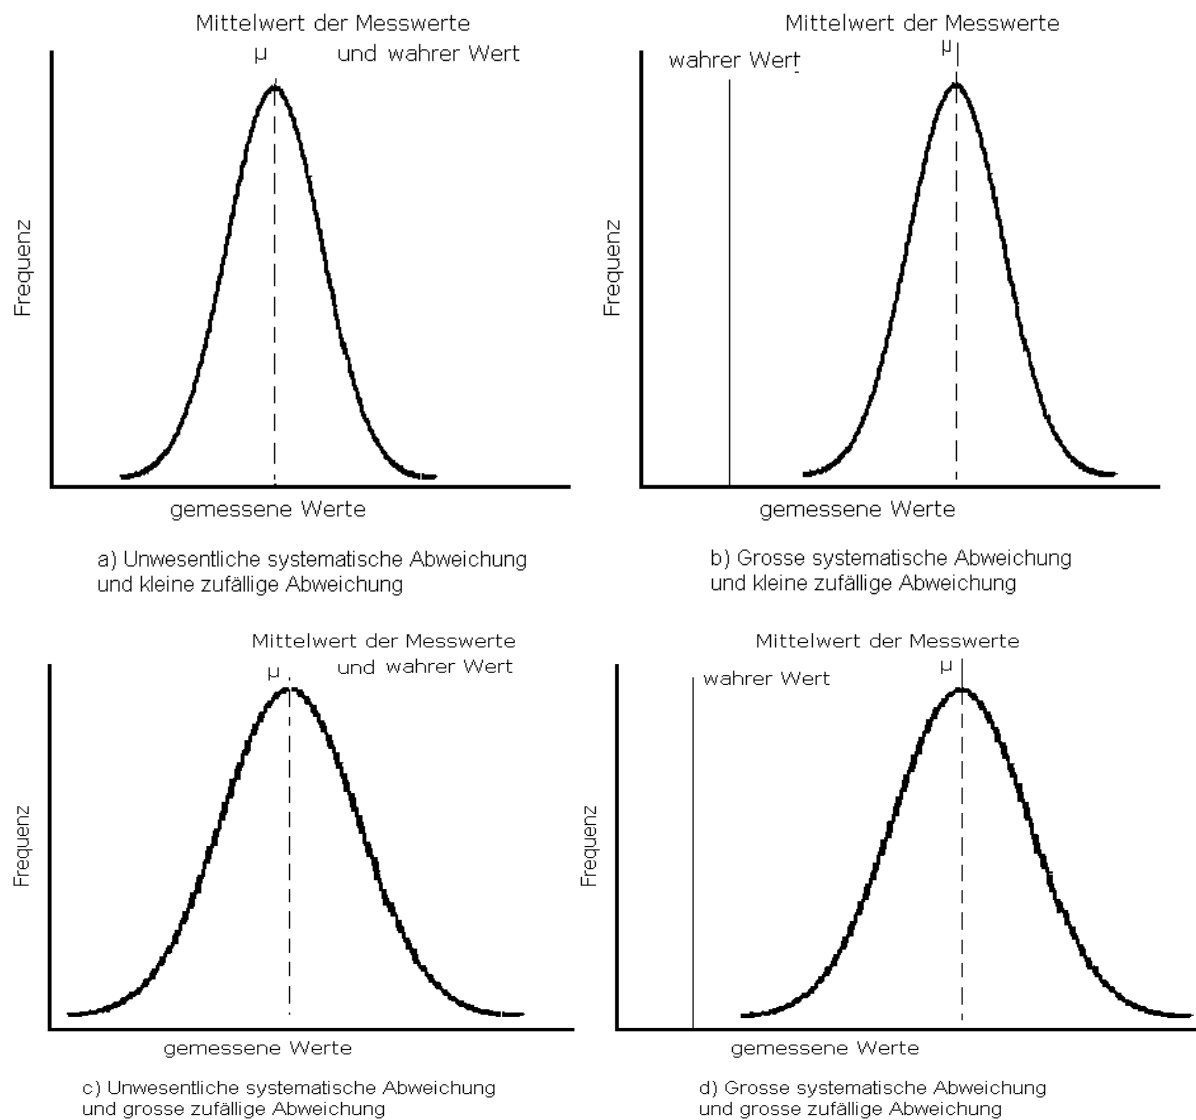 Mittelwert der Messwerte
µ und wahrer Wert
Frequenz
gemessene Werte
a) Unwesentliche systematische Abweichung
und kleine zufällige Abweichung
Mittelwert der Messwerte
µ
wahrer Wert
Frequenz
gemessene Werte
b) Grosse systematische Abweichung
und kleine zufällige Abweichung
Mittelwert der Messwerte
µ und wahrer Wert
Frequenz
gemessene Werte
c) Unwesentliche systematische Abweichung
und grosse zufällige Abweichung
Mittelwert der Messwerte
µ
wahrer Wert
Frequenz
gemessene Werte
d) Grosse systematische Abweichung
und grosse zufällige Abweichung